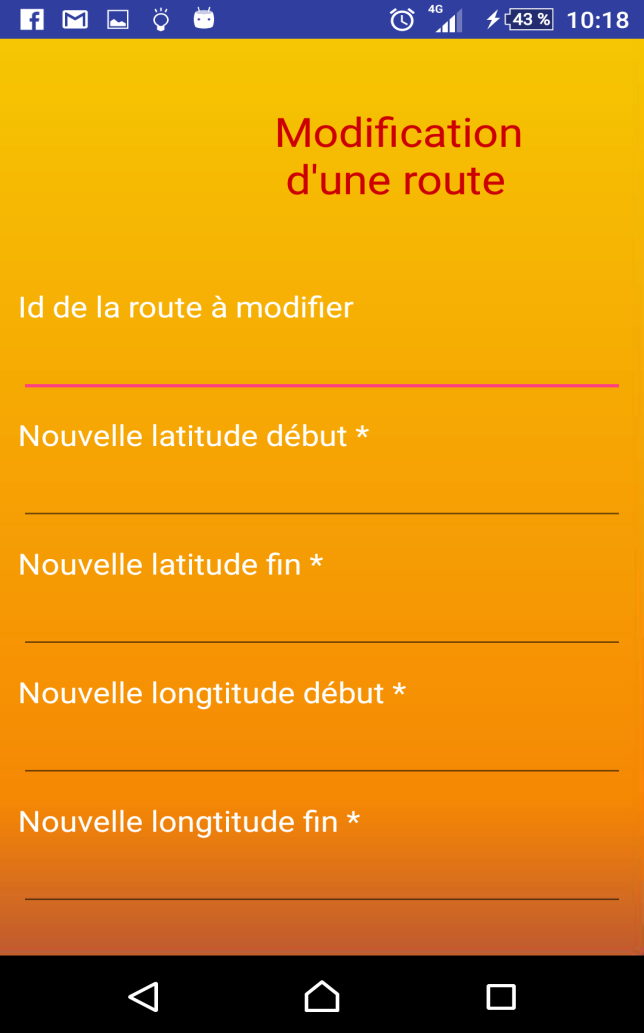 4G 43 % 10:18
Modification
d'une route
Id de la route à modifier
Nouvelle latitude début *
Nouvelle latitude fin *
Nouvelle longtitude début *
Nouvelle longtitude fin *